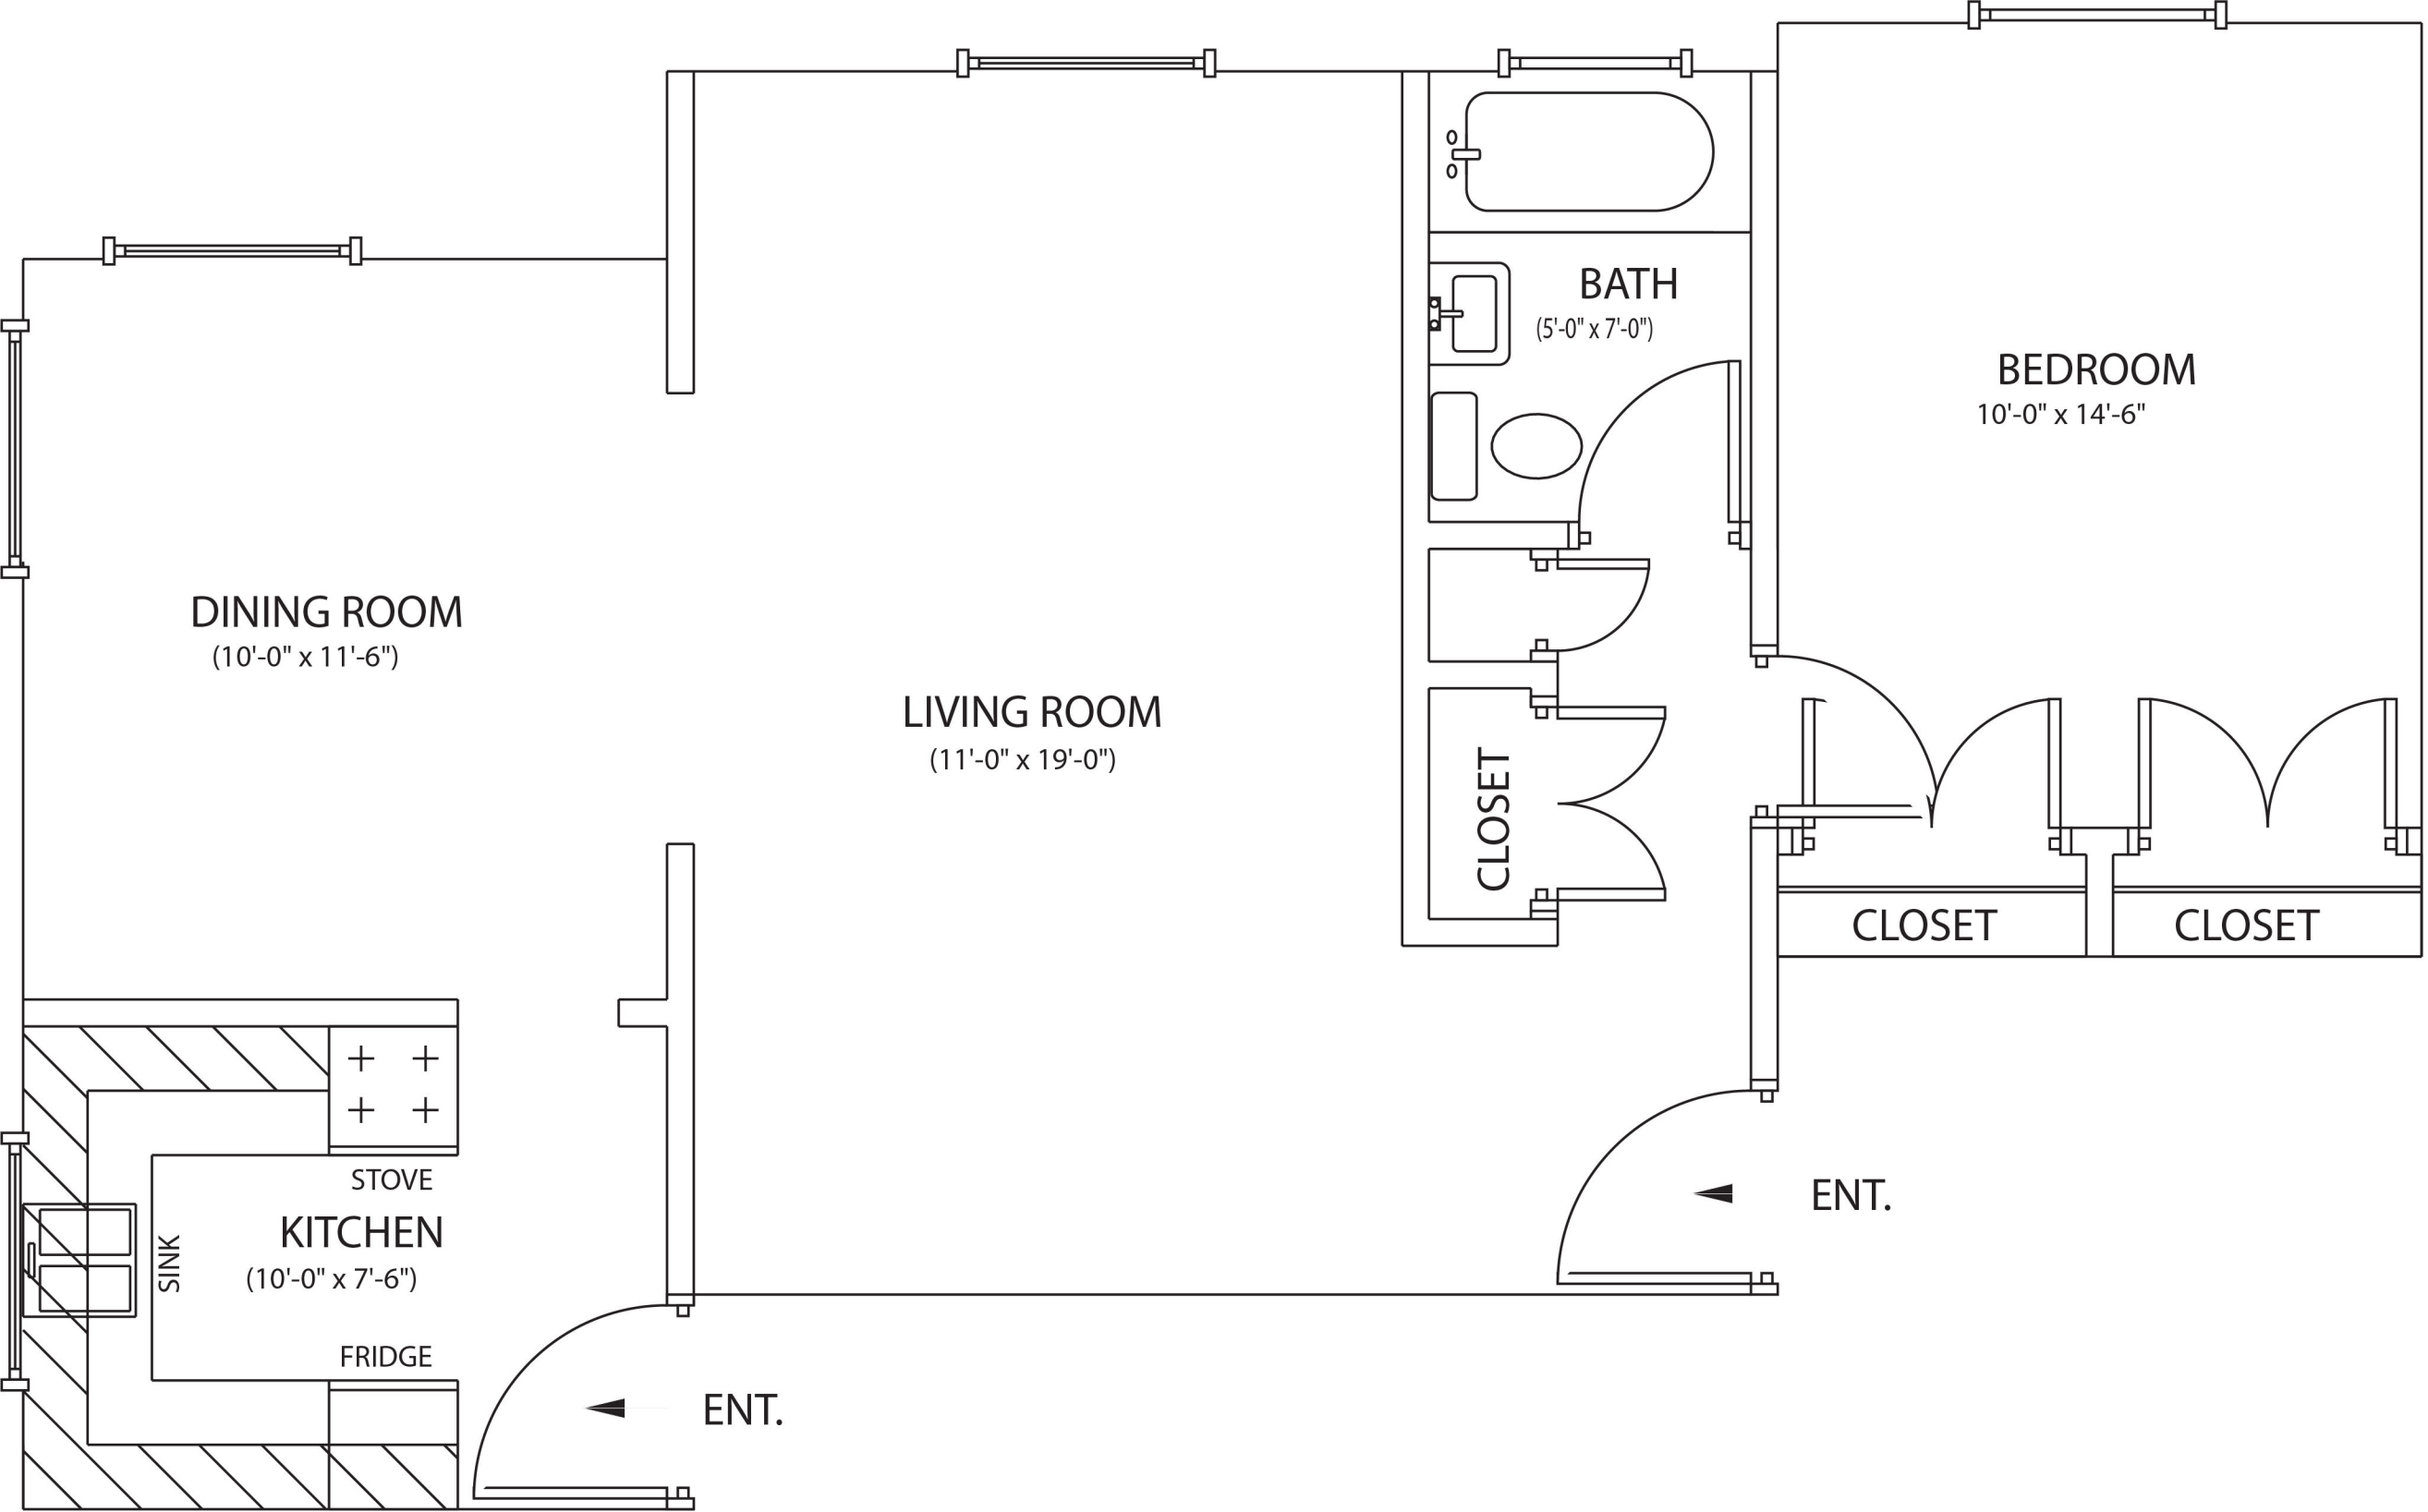 BATH
(5'-0" x 7'-0")
BEDROOM
10'-0" x 14'-6"
DINING ROOM
(10'-0" x 11'-6")
LIVING ROOM
(11'-0" x 19'-0")
CLOSET
CLOSET
CLOSET
STOVE
KITCHEN
(10'-0" x 7'-6")
SINK
FRIDGE
ENT.
ENT.